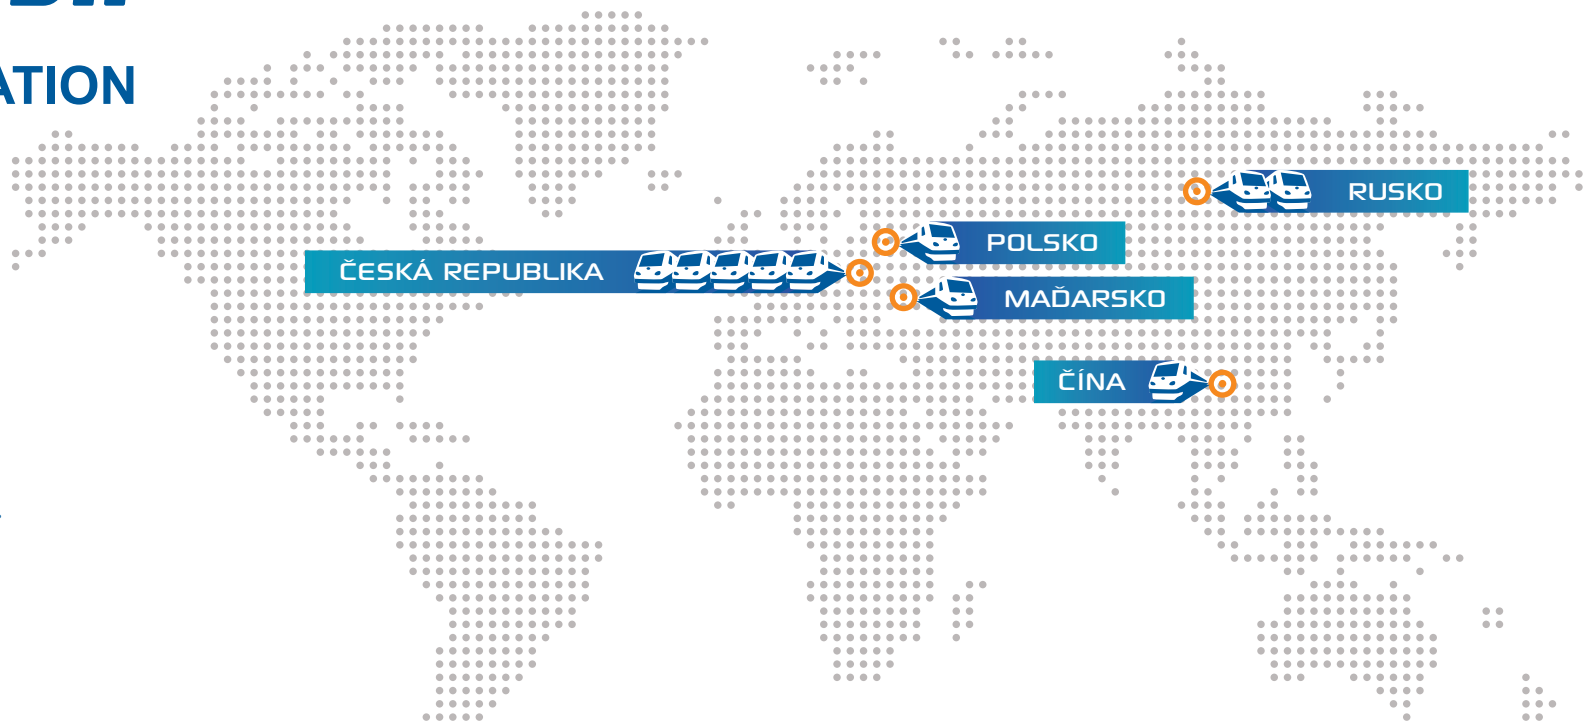 ATION
RUSKO
POLSKO
ČESKÁ REPUBLIKA
MAĎARSKO
ČÍNA